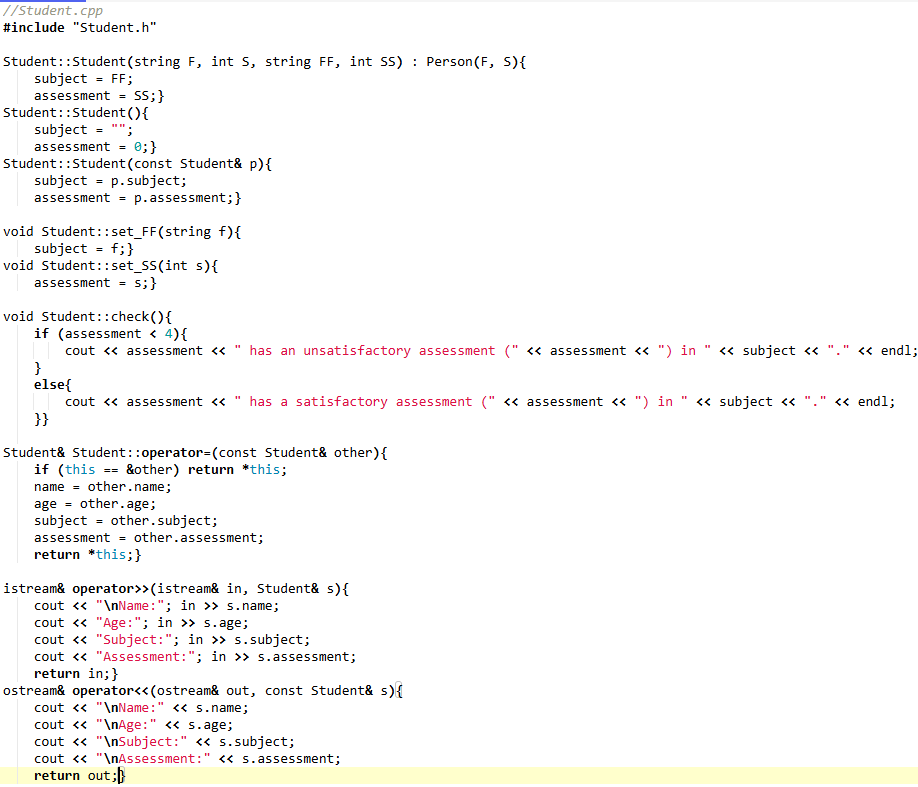 //Student.cpp
#include "Student.h"

Student::Student(string F, int S, string FF, int SS) : Person(F, S){
    subject = FF;
    assessment = SS;}
Student::Student(){
    subject = "";
    assessment = 0;}
Student::Student(const Student& p){
    subject = p.subject;
    assessment = p.assessment;}

void Student::set_FF(string f){
    subject = f;}
void Student::set_SS(int s){
    assessment = s;}

void Student::check(){
    if (assessment < 4){
        cout << assessment << " has an unsatisfactory assessment (" << assessment << ") in " << subject << "." << endl;
    }
    else{
        cout << assessment << " has a satisfactory assessment (" << assessment << ") in " << subject << "." << endl;
    }}

Student& Student::operator=(const Student& other){
    if (this == &other) return *this;
    name = other.name;
    age = other.age;
    subject = other.subject;
    assessment = other.assessment;
    return *this;}

istream& operator>>(istream& in, Student& s){
    cout << "\nName:"; in >> s.name;
    cout << "Age:"; in >> s.age;
    cout << "Subject:"; in >> s.subject;
    cout << "Assessment:"; in >> s.assessment;
    return in;}
ostream& operator<<(ostream& out, const Student& s){
    cout << "\nName:" << s.name;
    cout << "\nAge:" << s.age;
    cout << "\nSubject:" << s.subject;
    cout << "\nAssessment:" << s.assessment;
    return out;}